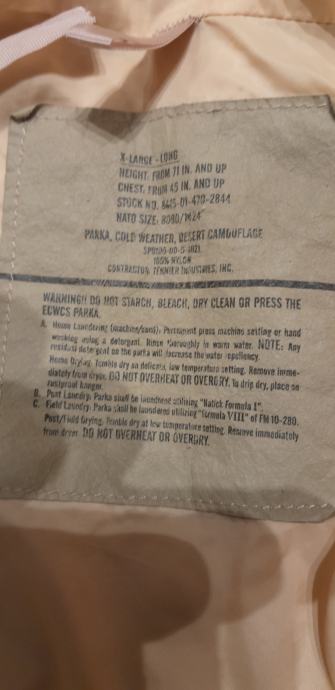 X-LARGE - LONG
HEIGHT: FROM 71 IN. AND UP
CHEST: FROM 45 IN. AND UP
STOCK NO. 8415-01-470-2844
NATO SIZE:
PARKA, COLD WEATHER, DESERT CAMOUFLAGE
100% NYLON
CONTRACTOR: TENNIER INDUSTRIES, INC.
WARNING!! DO NOT STARCH, BLEACH, DRY CLEAN OR PRESS THE
ECWCS PARKA.
A. Home Laundering (machine/hand): Permanent press machine setting or hand
washing using a detergent. Rinse thoroughly in warm water. NOTE: Any
residual detergent on the parka will decrease the water repellency.
Home Drying: Tumble dry on delicate, low temperature setting. Remove imme-
diately from dryer. DO NOT OVERHEAT OR OVERDRY. To drip dry, place on
rustproof hanger.
B. Post Laundry: Parka shall be laundered utilizing "Natick Formula I".
C. Field Laundry: Parka shall be laundered utilizing "formula VIII" of FM 10-280.
Post/Field Drying: Tumble dry at low temperature setting. Remove immediately
from dryer. DO NOT OVERHEAT OR OVERDRY.